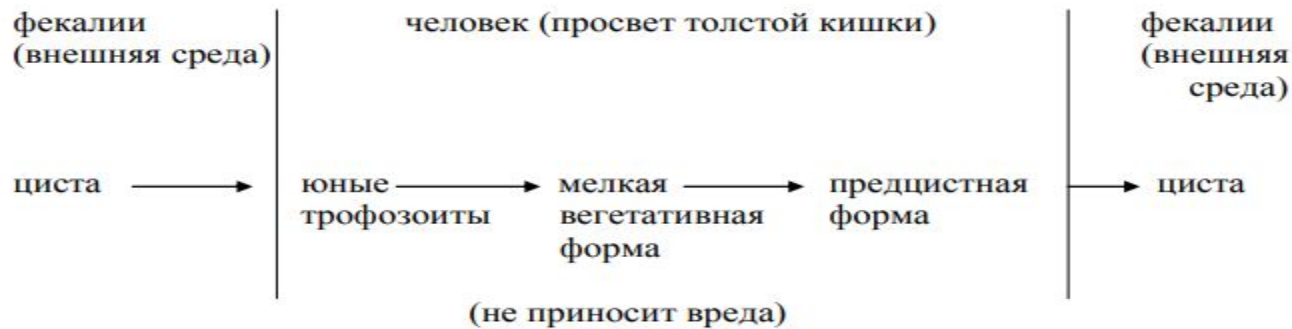 фекалии
(внешняя среда)
человек (просвет толстой кишки)
фекалии
(внешняя
среда)
циста
юные
трофозоиты
мелкая
вегетативная
форма
предцистная
форма
циста
(не приносит вреда)